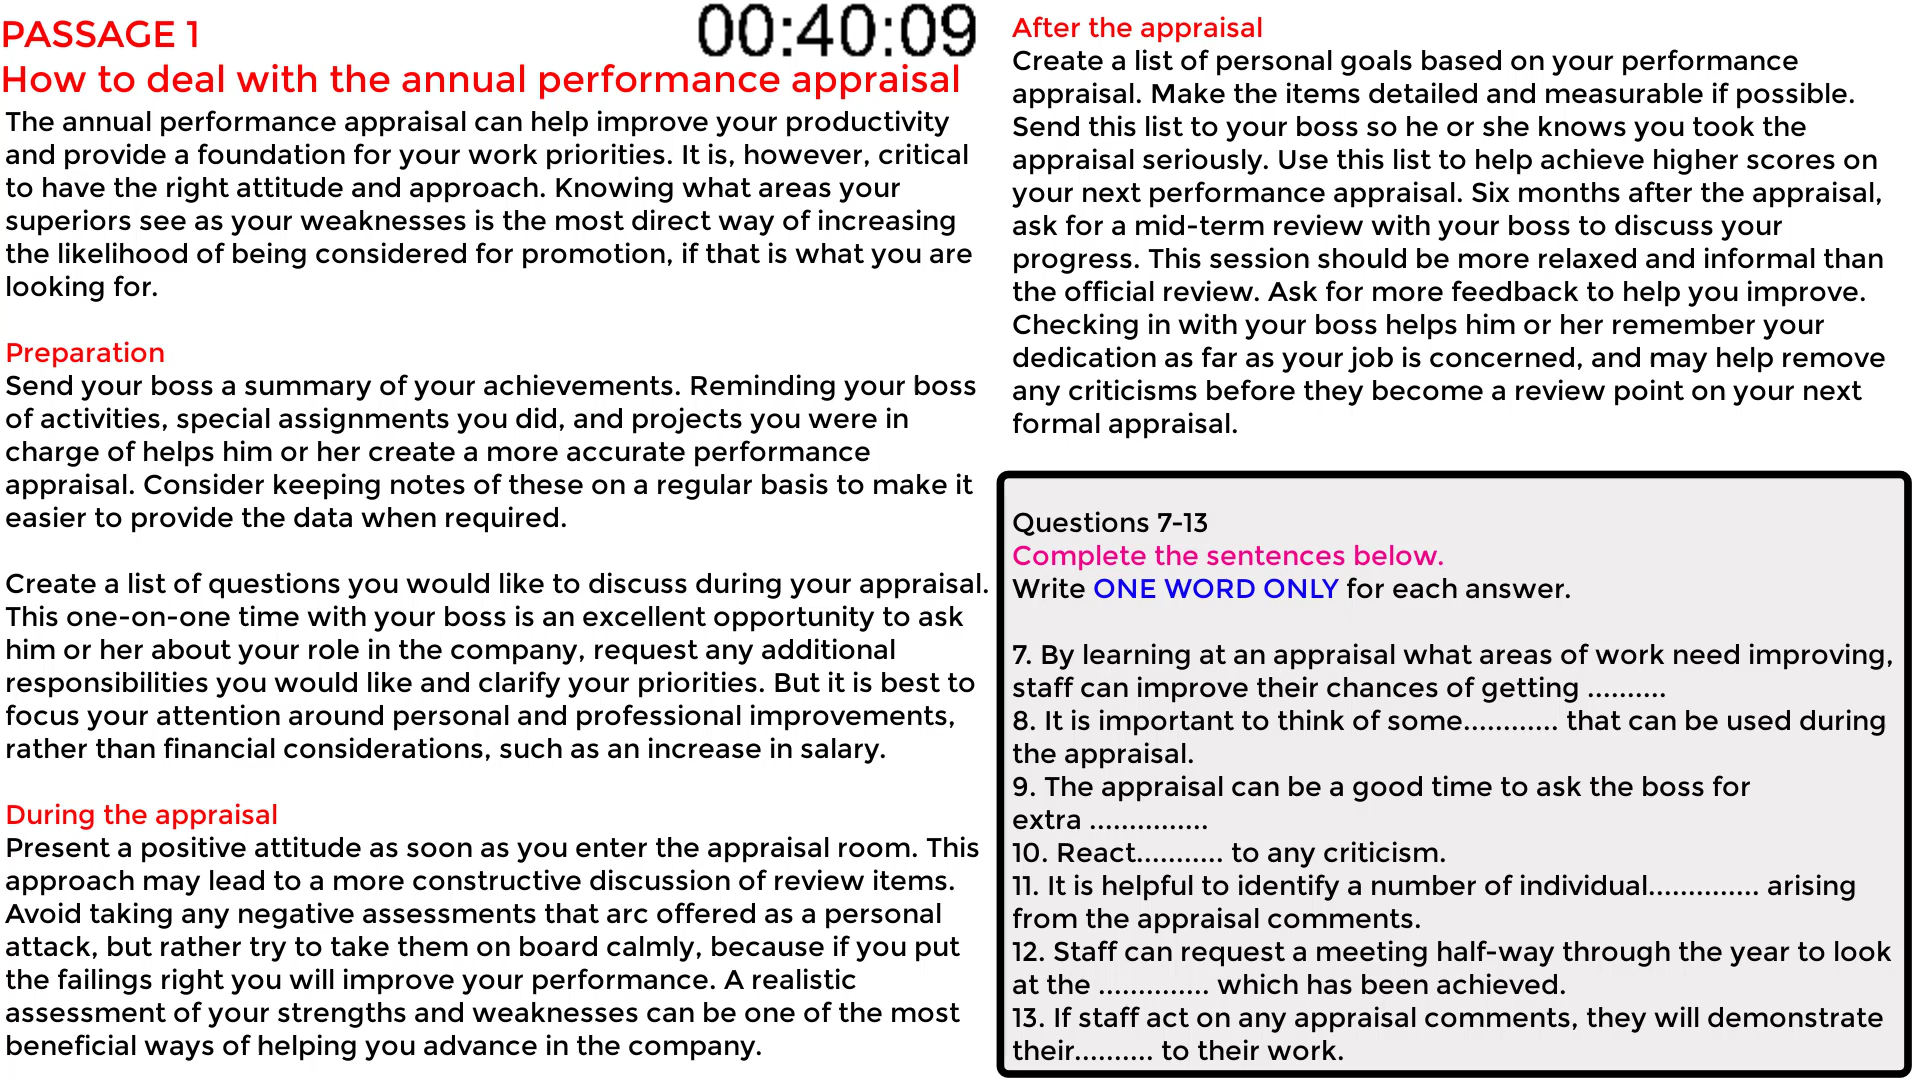 PASSAGE 1
00:40:09
How to deal with the annual performance appraisal
The annual performance appraisal can help improve your productivity
and provide a foundation for your work priorities. It is, however, critical
to have the right attitude and approach. Knowing what areas your
superiors see as your weaknesses is the most direct way of increasing
the likelihood of being considered for promotion, if that is what you are
looking for.
Preparation
Send your boss a summary of your achievements. Reminding your boss
of activities, special assignments you did, and projects you were in
charge of helps him or her create a more accurate performance
appraisal. Consider keeping notes of these on a regular basis to make it
easier to provide the data when required.
Create a list of questions you would like to discuss during your appraisal.
This one-on-one time with your boss is an excellent opportunity to ask
him or her about your role in the company, request any additional
responsibilities you would like and clarify your priorities. But it is best to
focus your attention around personal and professional improvements,
rather than financial considerations, such as an increase in salary.
During the appraisal
Present a positive attitude as soon as you enter the appraisal room. This
approach may lead to a more constructive discussion of review items.
Avoid taking any negative assessments that arc offered as a personal
attack, but rather try to take them on board calmly, because if you put
the failings right you will improve your performance. A realistic
assessment of your strengths and weaknesses can be one of the most
beneficial ways of helping you advance in the company.
After the appraisal
Create a list of personal goals based on your performance
appraisal. Make the items detailed and measurable if possible.
Send this list to your boss so he or she knows you took the
appraisal seriously. Use this list to help achieve higher scores on
your next performance appraisal. Six months after the appraisal,
ask for a mid-term review with your boss to discuss your
progress. This session should be more relaxed and informal than
the official review. Ask for more feedback to help you improve.
Checking in with your boss helps him or her remember your
dedication as far as your job is concerned, and may help remove
any criticisms before they become a review point on your next
formal appraisal.
Questions 7-13
Complete the sentences below.
Write ONE WORD ONLY for each answer.
7. By learning at an appraisal what areas of work need improving,
staff can improve their chances of getting ..........
8. It is important to think of some............ that can be used during
the appraisal.
9. The appraisal can be a good time to ask the boss for
extra ...............
10. React........... to any criticism.
11. It is helpful to identify a number of individual.............. arising
from the appraisal comments.
12. Staff can request a meeting half-way through the year to look
at the .............. which has been achieved.
13. If staff act on any appraisal comments, they will demonstrate
their.......... to their work.